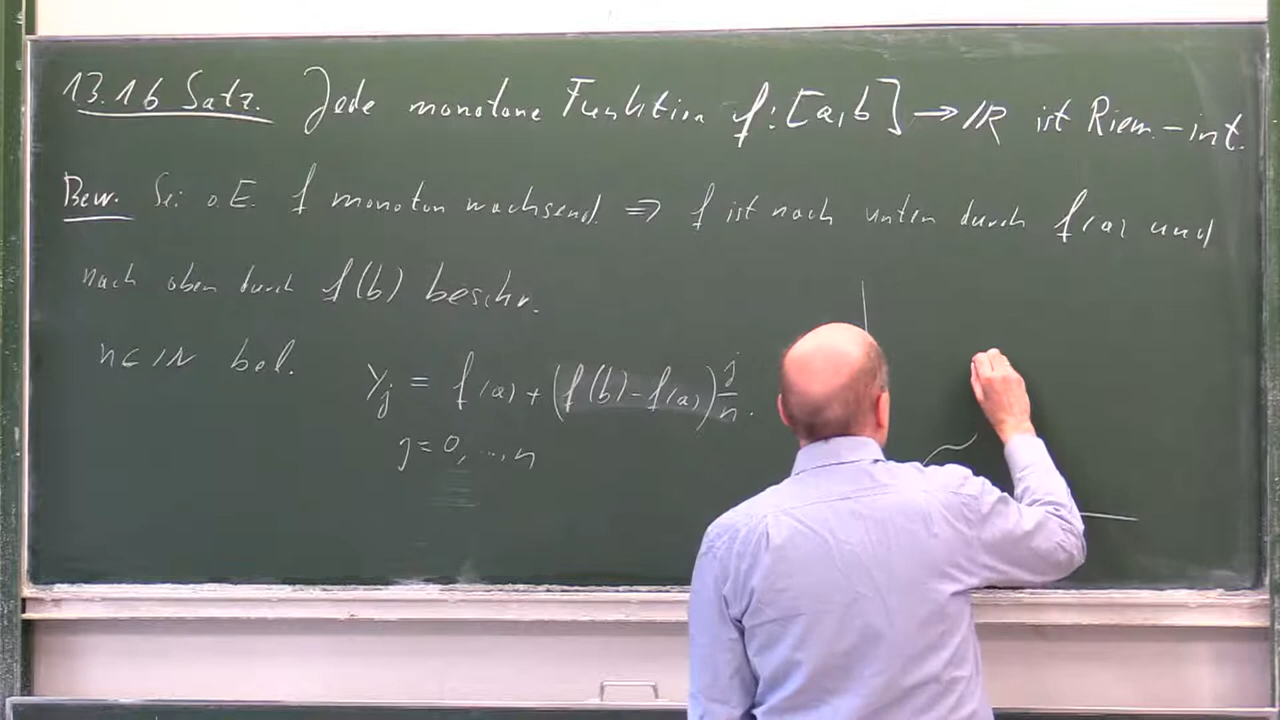 13.16 Satz. Jede monotone Funktion f: [a,b] → ℝ ist Riem.-int.
Bew. Sei o.E. f monoton wachsend. ⇒ f ist nach unten durch f(a) und
nach oben durch f(b) beschr.
n ∈ ℕ bel. y_j = f(a) + (f(b) - f(a)) j/n.
j = 0, ..., n